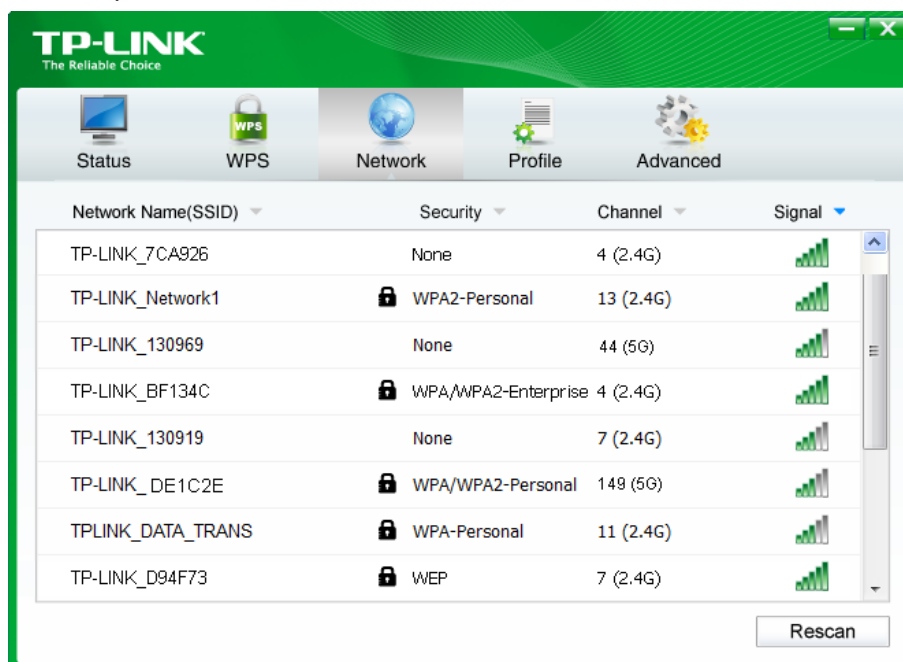 TP-LINK
The Reliable Choice
WPS
Status WPS Network Profile Advanced
Network Name(SSID) Security Channel Signal
TP-LINK_7CA926 None 4 (2.4G)
TP-LINK_Network1 WPA2-Personal 13 (2.4G)
TP-LINK_130969 None 44 (5G)
TP-LINK_BF134C WPA/WPA2-Enterprise 4 (2.4G)
TP-LINK_130919 None 7 (2.4G)
TP-LINK_ DE1C2E WPA/WPA2-Personal 149 (5G)
TPLINK_DATA_TRANS WPA-Personal 11 (2.4G)
TP-LINK_D94F73 WEP 7 (2.4G)
Rescan